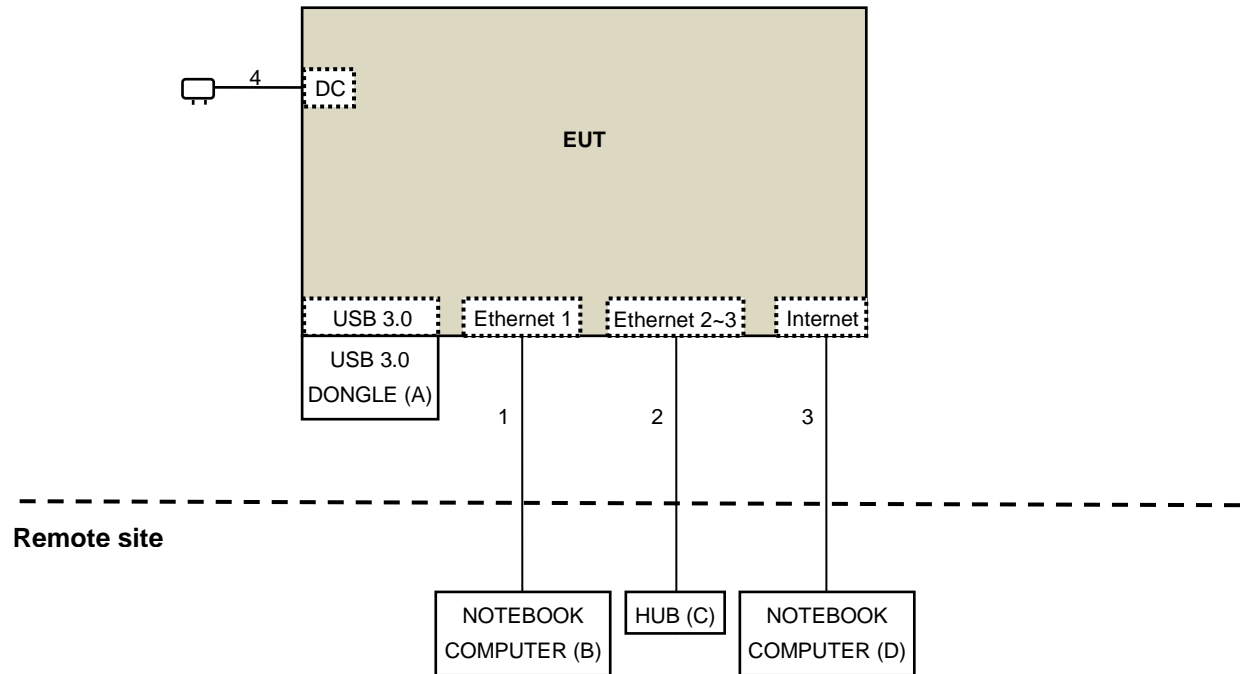 4
DC
EUT
USB 3.0
Ethernet 1
Ethernet 2~3
Internet
USB 3.0
DONGLE (A)
1
2
3
Remote site
NOTEBOOK
COMPUTER (B)
HUB (C)
NOTEBOOK
COMPUTER (D)